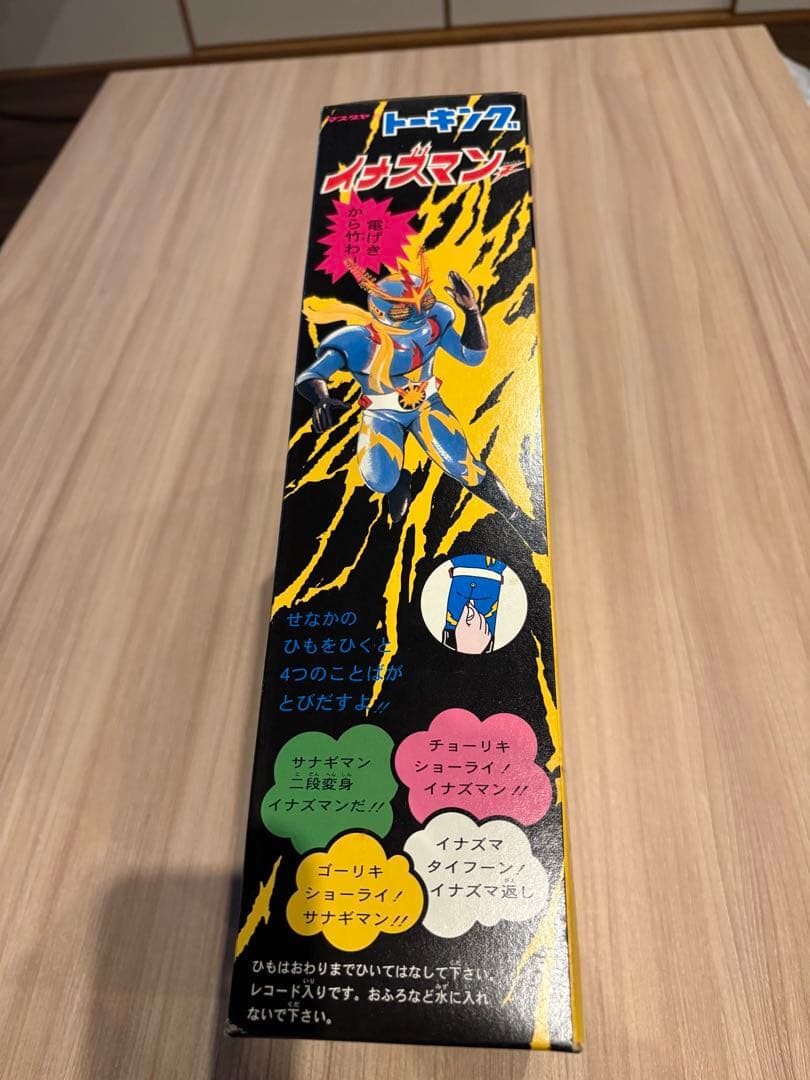 マスダヤ
トーキング
イナズマン
電げき
から竹わり
せなかの
ひもをひくと
4つのことばが
とびだすよ!!
サナギマン
二段変身
イナズマンだ!!
チョーリキ
ショーライ!
イナズマン!!
ゴーリキ
ショーライ!
サナギマン!!
イナズマ
タイフーン!
イナズマ返し
ひもはおわりまでひいてはなして下さい。
レコード入りです。おふろなど水に入れ
ないで下さい。